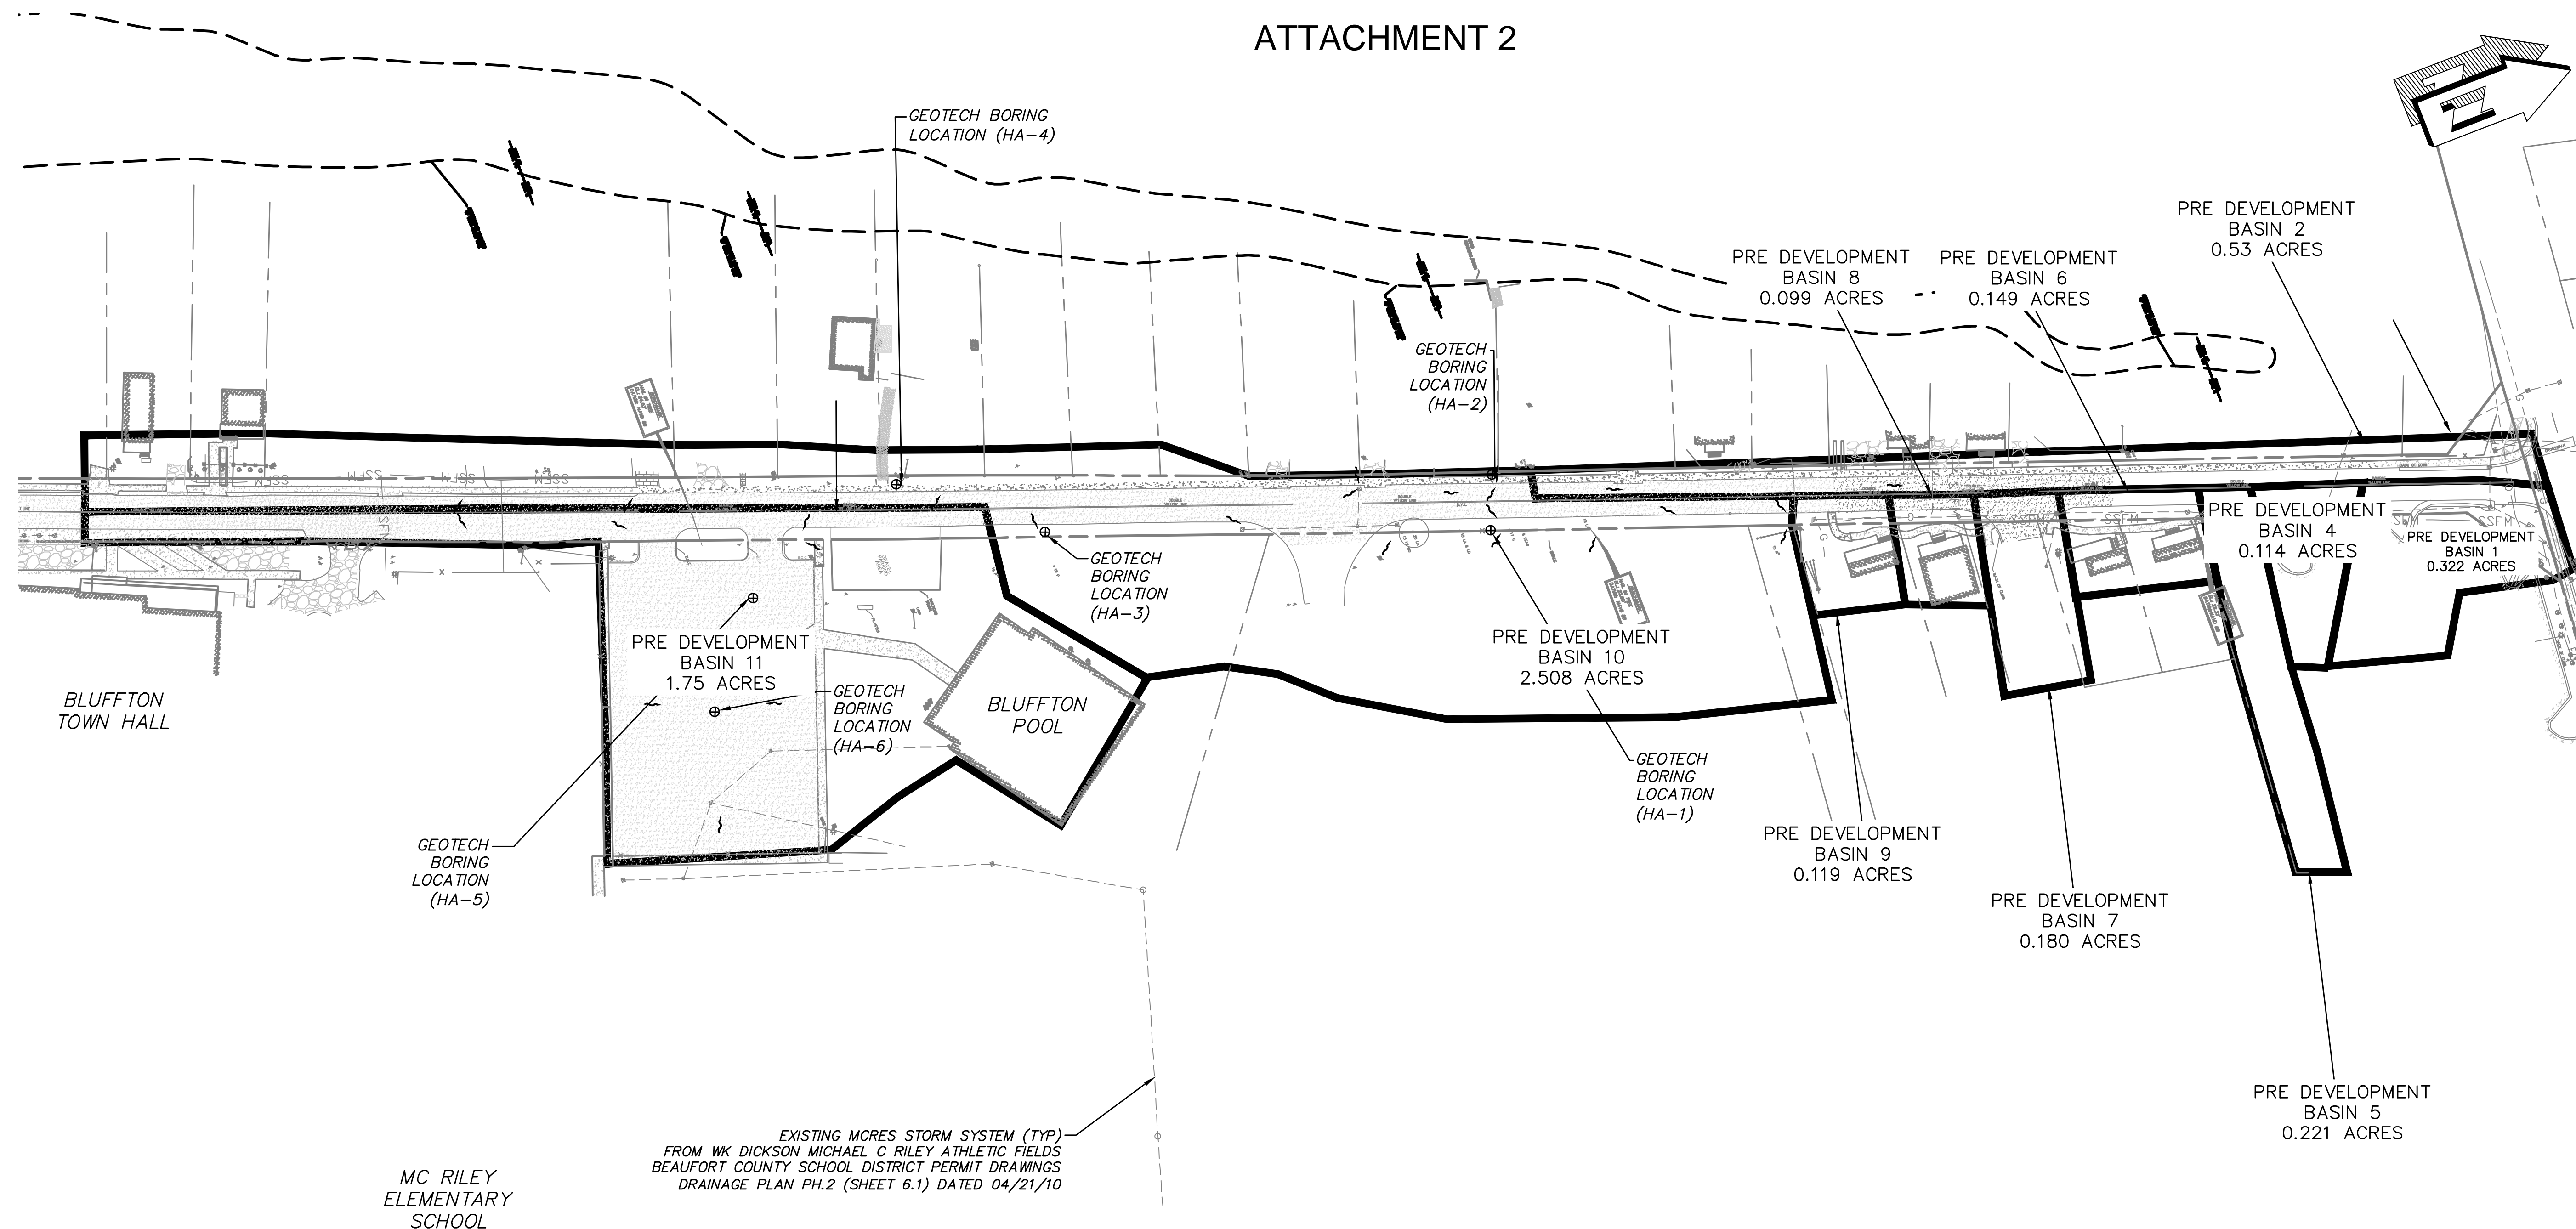 ATTACHMENT 2
GEOTECH BORING
LOCATION (HA-4)
PRE DEVELOPMENT
BASIN 2
0.53 ACRES
PRE DEVELOPMENT
BASIN 8
0.099 ACRES
PRE DEVELOPMENT
BASIN 6
0.149 ACRES
GEOTECH
BORING
LOCATION
(HA-2)
SSFM
SSFM
SSFM
SSFM
PRE DEVELOPMENT
BASIN 4
0.114 ACRES
SSFM
PRE DEVELOPMENT
BASIN 1
0.322 ACRES
GEOTECH
BORING
LOCATION
(HA-3)
PRE DEVELOPMENT
BASIN 11
1.75 ACRES
PRE DEVELOPMENT
BASIN 10
2.508 ACRES
BLUFFTON
TOWN HALL
GEOTECH
BORING
LOCATION
(HA-6)
BLUFFTON
POOL
GEOTECH
BORING
LOCATION
(HA-1)
GEOTECH
BORING
LOCATION
(HA-5)
PRE DEVELOPMENT
BASIN 9
0.119 ACRES
PRE DEVELOPMENT
BASIN 7
0.180 ACRES
PRE DEVELOPMENT
BASIN 5
0.221 ACRES
EXISTING MCRES STORM SYSTEM (TYP)
FROM WK DICKSON MICHAEL C RILEY ATHLETIC FIELDS
BEAUFORT COUNTY SCHOOL DISTRICT PERMIT DRAWINGS
DRAINAGE PLAN PH.2 (SHEET 6.1) DATED 04/21/10
MC RILEY
ELEMENTARY
SCHOOL